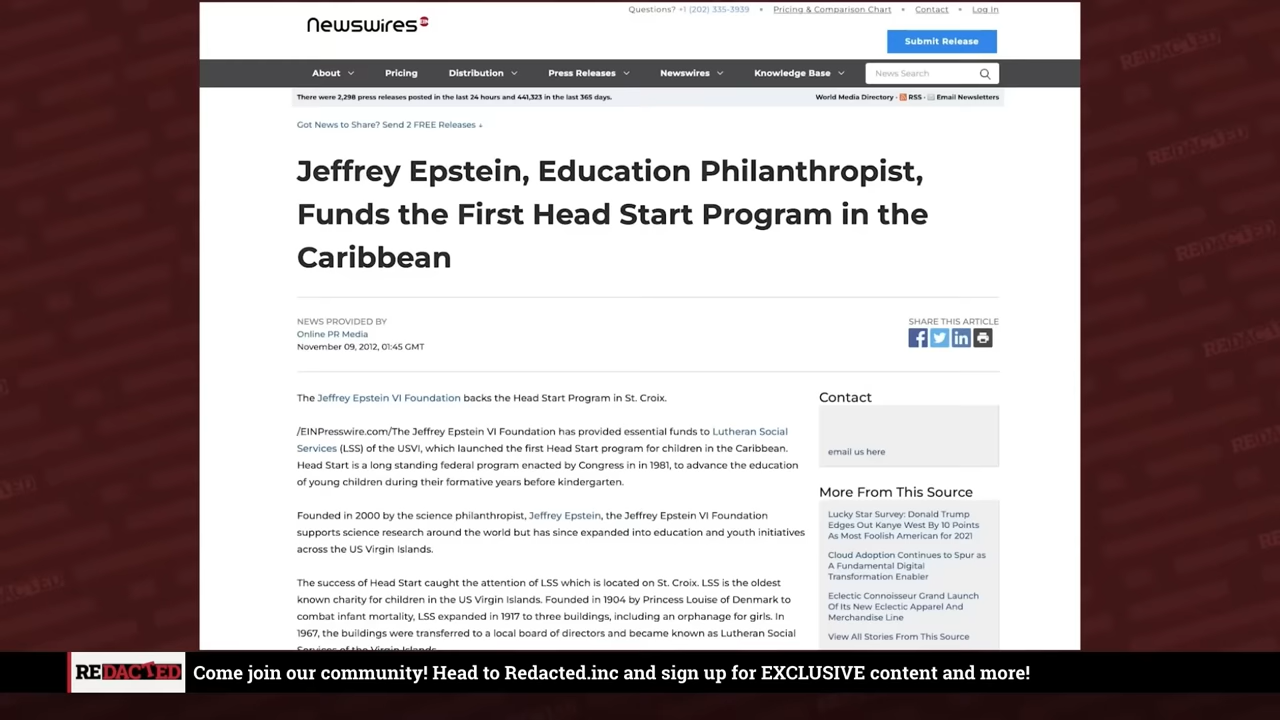 Questions? +1 (202) 335-3939 • Pricing & Comparison Chart • Contact • Log In
Newswires EIN
Submit Release
About Pricing Distribution Press Releases Newswires Knowledge Base News Search
There were 2,298 press releases posted in the last 24 hours and 441,323 in the last 365 days.
World Media Directory · RSS · Email Newsletters
Got News to Share? Send 2 FREE Releases ↓
Jeffrey Epstein, Education Philanthropist,
Funds the First Head Start Program in the
Caribbean
NEWS PROVIDED BY
Online PR Media
November 09, 2012, 01:45 GMT
SHARE THIS ARTICLE
The Jeffrey Epstein VI Foundation backs the Head Start Program in St. Croix.
/EINPresswire.com/The Jeffrey Epstein VI Foundation has provided essential funds to Lutheran Social
Services (LSS) of the USVI, which launched the first Head Start program for children in the Caribbean.
Head Start is a long standing federal program enacted by Congress in in 1981, to advance the education
of young children during their formative years before kindergarten.
Founded in 2000 by the science philanthropist, Jeffrey Epstein, the Jeffrey Epstein VI Foundation
supports science research around the world but has since expanded into education and youth initiatives
across the US Virgin Islands.
The success of Head Start caught the attention of LSS which is located on St. Croix. LSS is the oldest
known charity for children in the US Virgin Islands. Founded in 1904 by Princess Louise of Denmark to
combat infant mortality, LSS expanded in 1917 to three buildings, including an orphanage for girls. In
1967, the buildings were transferred to a local board of directors and became known as Lutheran Social
Services of the Virgin Islands.
Contact
email us here
More From This Source
Lucky Star Survey: Donald Trump
Edges Out Kanye West By 10 Points
As Most Foolish American for 2021
Cloud Adoption Continues to Spur as
A Fundamental Digital
Transformation Enabler
Eclectic Connoisseur Grand Launch
Of Its New Eclectic Apparel And
Merchandise Line
View All Stories From This Source
REDACTED
Come join our community! Head to Redacted.inc and sign up for EXCLUSIVE content and more!
REDACTED
REDACTED
REDACTED
REDACTED